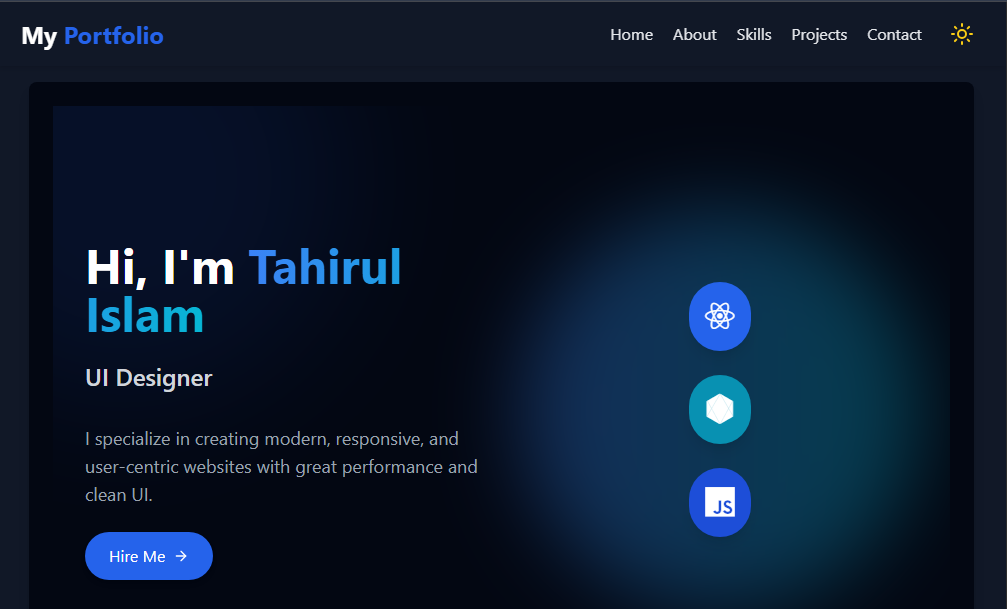 My Portfolio
Home About Skills Projects Contact
Hi, I'm Tahirul
Islam
UI Designer
I specialize in creating modern, responsive, and
user-centric websites with great performance and
clean UI.
Hire Me →
JS